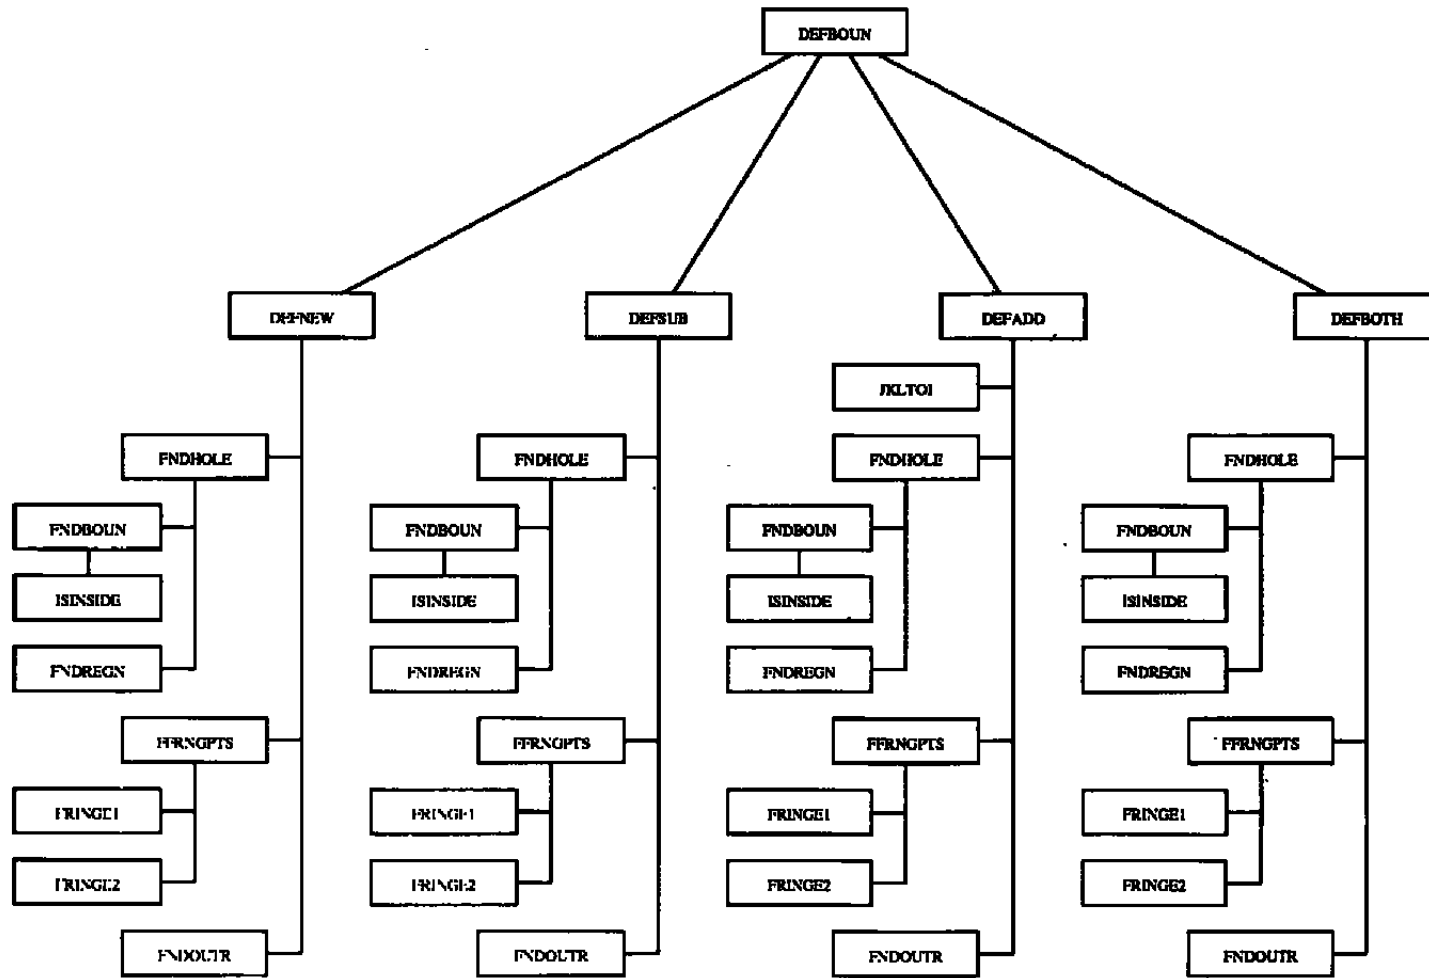 DEFBOUN
DEFNEW
DEFSUB
DEFADD
DEFBOTH
JKLTOI
FNDHOLE
FNDHOLE
FNDHOLE
FNDHOLE
FNDBOUN
FNDBOUN
FNDBOUN
FNDBOUN
ISINSIDE
ISINSIDE
ISINSIDE
ISINSIDE
FNDREGN
FNDREGN
FNDREGN
FNDREGN
FFRNGPTS
FFRNGPTS
FFRNGPTS
FFRNGPTS
FRINGE1
FRINGE1
FRINGE1
FRINGE1
FRINGE2
FRINGE2
FRINGE2
FRINGE2
FNDOUTR
FNDOUTR
FNDOUTR
FNDOUTR